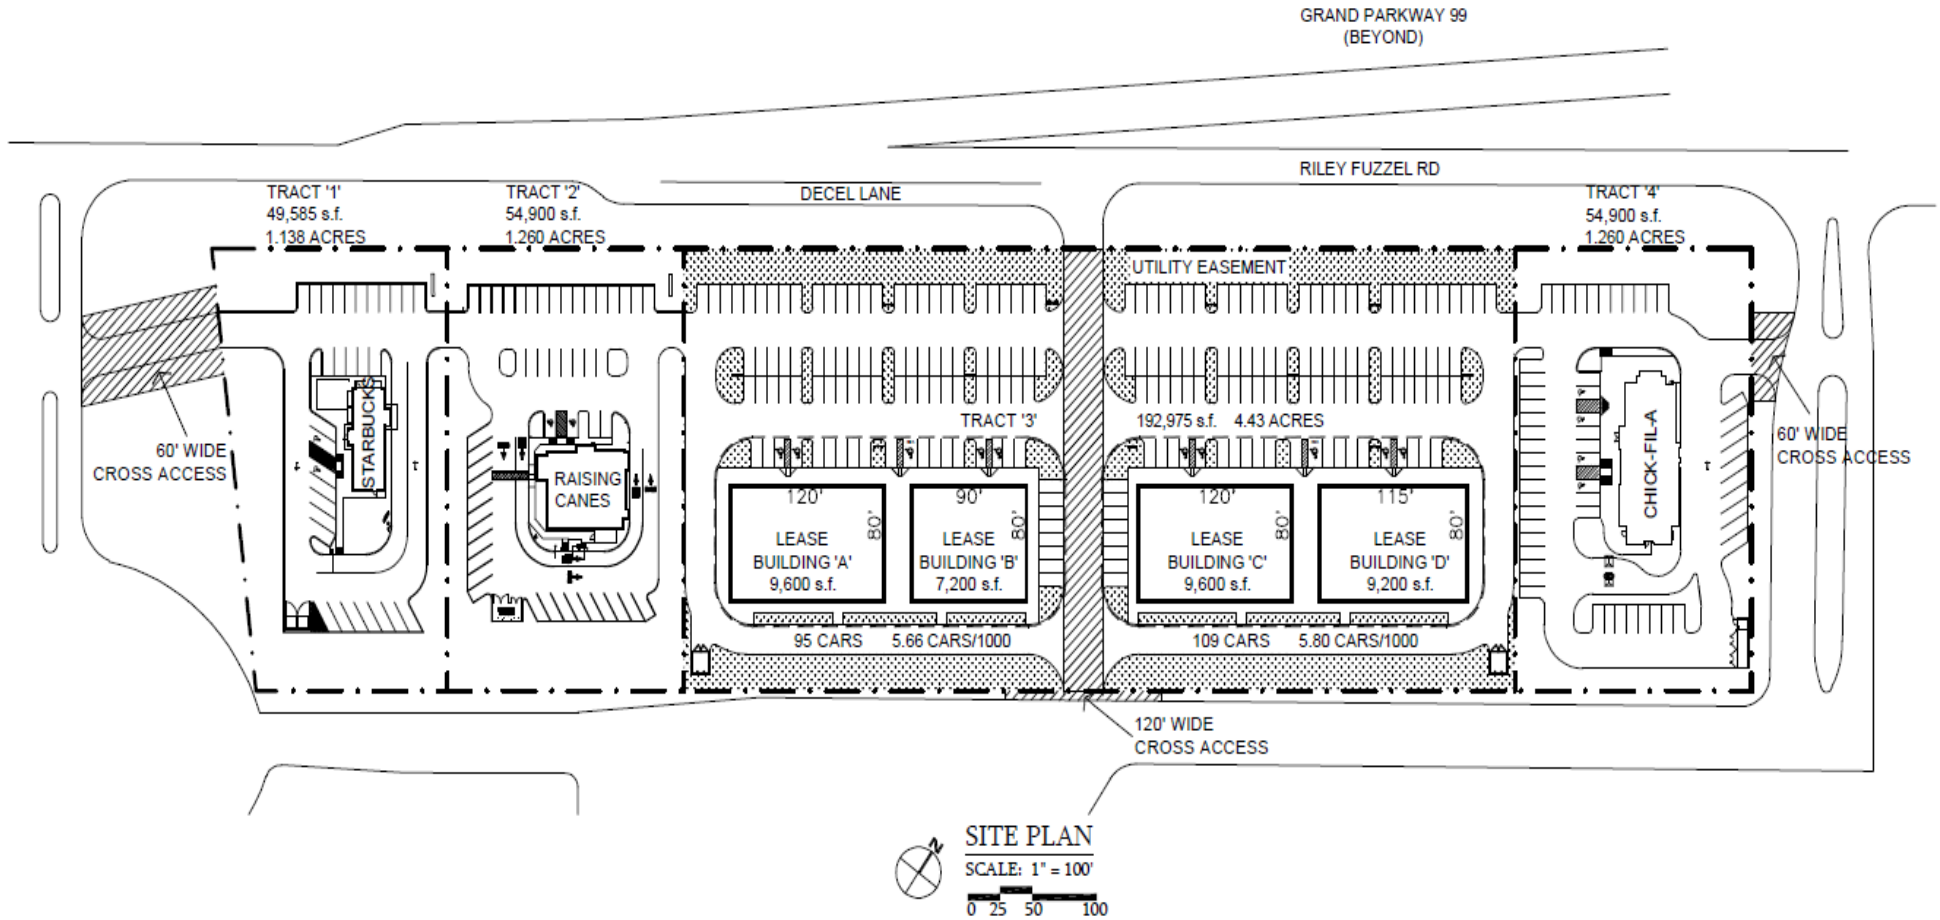 GRAND PARKWAY 99
(BEYOND)
RILEY FUZZEL RD
DECEL LANE
TRACT '1'
49,585 s.f.
1.138 ACRES
TRACT '2'
54,900 s.f.
1.260 ACRES
TRACT '4'
54,900 s.f.
1.260 ACRES
UTILITY EASEMENT
TRACT '3'
192,975 s.f. 4.43 ACRES
60' WIDE
CROSS ACCESS
STARBUCKS
RAISING
CANES
120'
80'
LEASE
BUILDING 'A'
9,600 s.f.
90'
80'
LEASE
BUILDING 'B'
7,200 s.f.
120'
80'
LEASE
BUILDING 'C'
9,600 s.f.
115'
80'
LEASE
BUILDING 'D'
9,200 s.f.
CHICK-FIL-A
60' WIDE
CROSS ACCESS
95 CARS 5.66 CARS/1000
109 CARS 5.80 CARS/1000
120' WIDE
CROSS ACCESS
N
SITE PLAN
SCALE: 1" = 100'
0 25 50 100